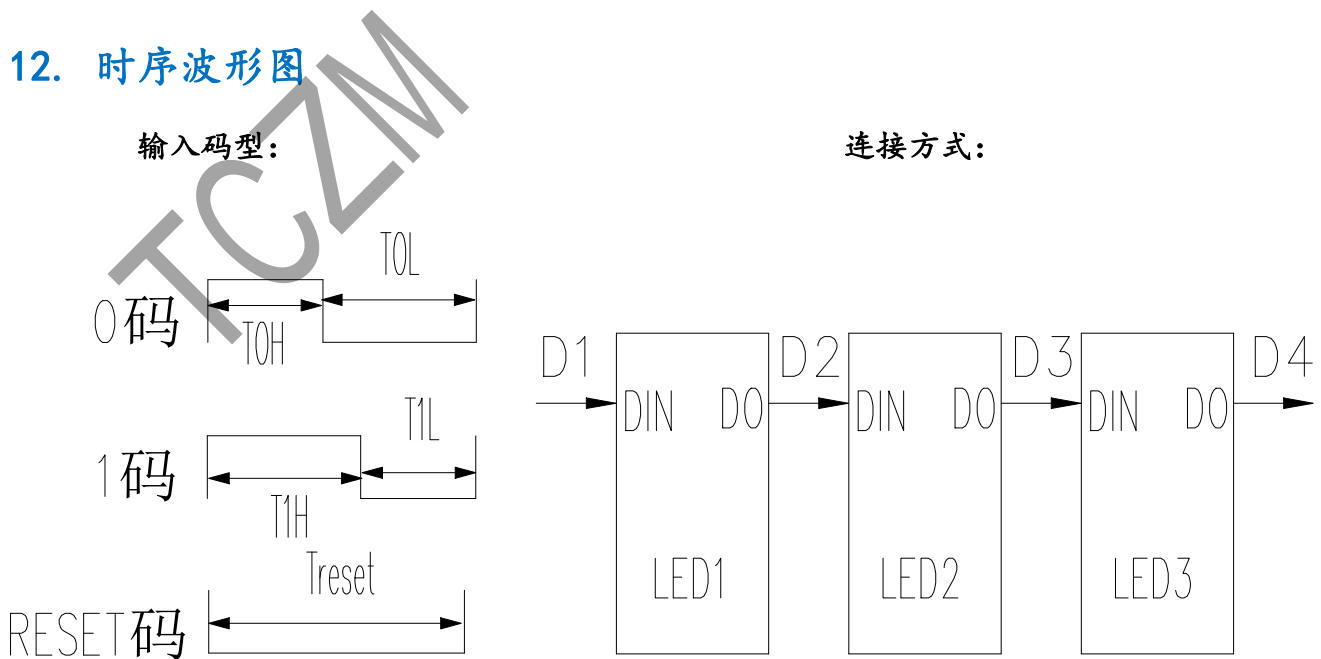 12. 时序波形图
TCZM
输入码型:
连接方式:
0码
T0H
T0L
1码
T1H
T1L
RESET码
Treset
D1
DIN DO
LED1
D2
DIN DO
LED2
D3
DIN DO
LED3
D4